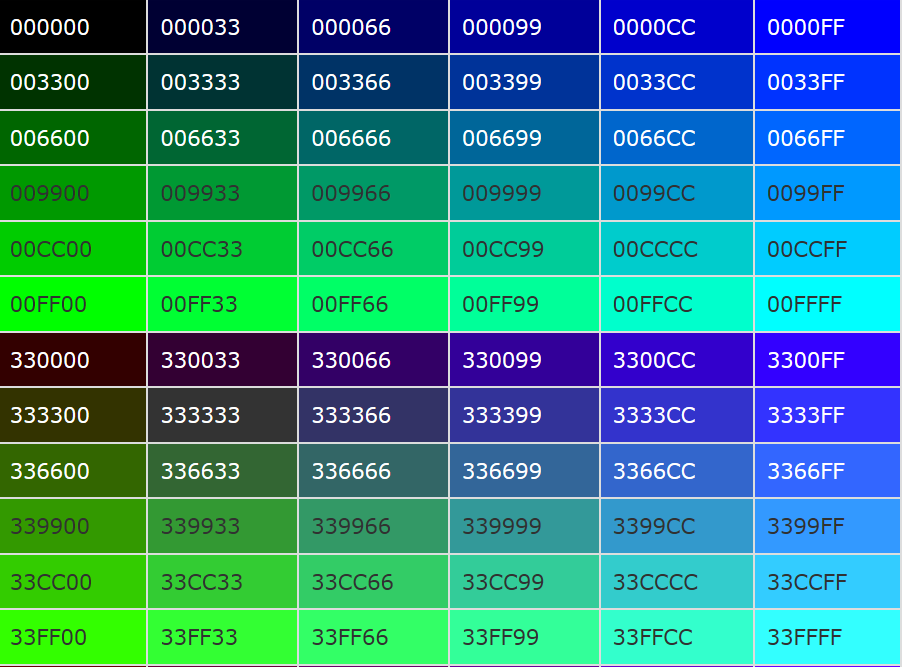 000000 000033 000066 000099 0000CC 0000FF
003300 003333 003366 003399 0033CC 0033FF
006600 006633 006666 006699 0066CC 0066FF
009900 009933 009966 009999 0099CC 0099FF
00CC00 00CC33 00CC66 00CC99 00CCCC 00CCFF
00FF00 00FF33 00FF66 00FF99 00FFCC 00FFFF
330000 330033 330066 330099 3300CC 3300FF
333300 333333 333366 333399 3333CC 3333FF
336600 336633 336666 336699 3366CC 3366FF
339900 339933 339966 339999 3399CC 3399FF
33CC00 33CC33 33CC66 33CC99 33CCCC 33CCFF
33FF00 33FF33 33FF66 33FF99 33FFCC 33FFFF